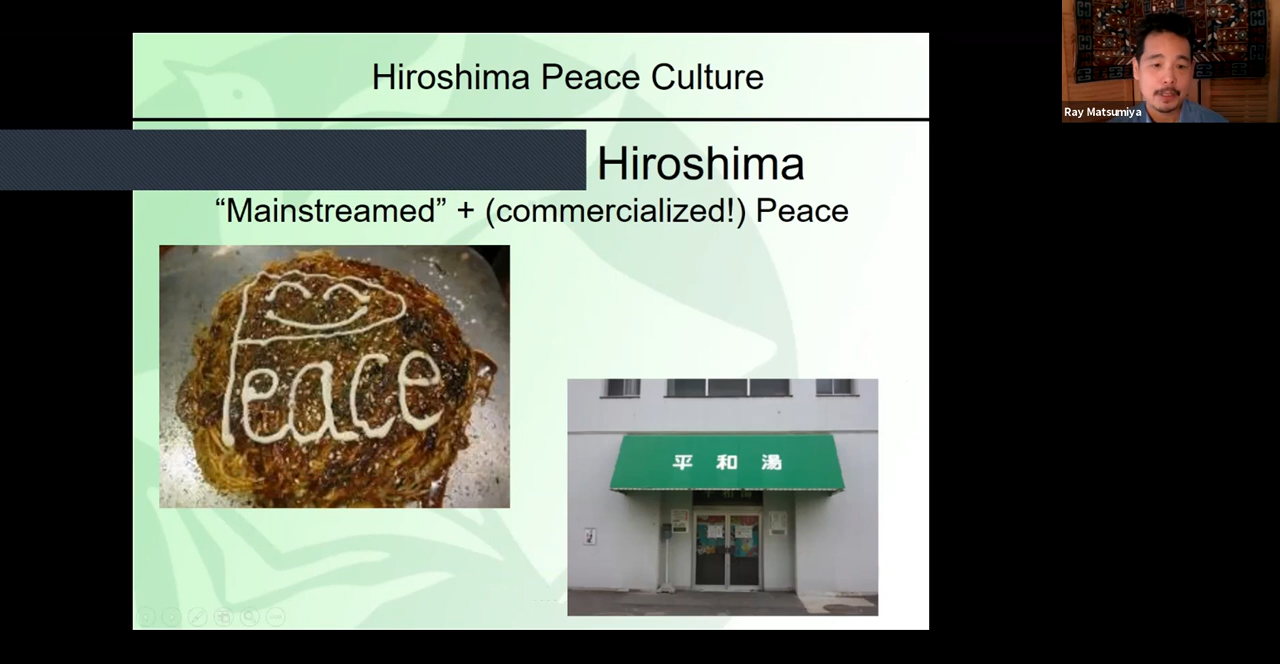 Hiroshima Peace Culture
Ray Matsumiya
Hiroshima
“Mainstreamed” + (commercialized!) Peace
Peace
平 和 湯